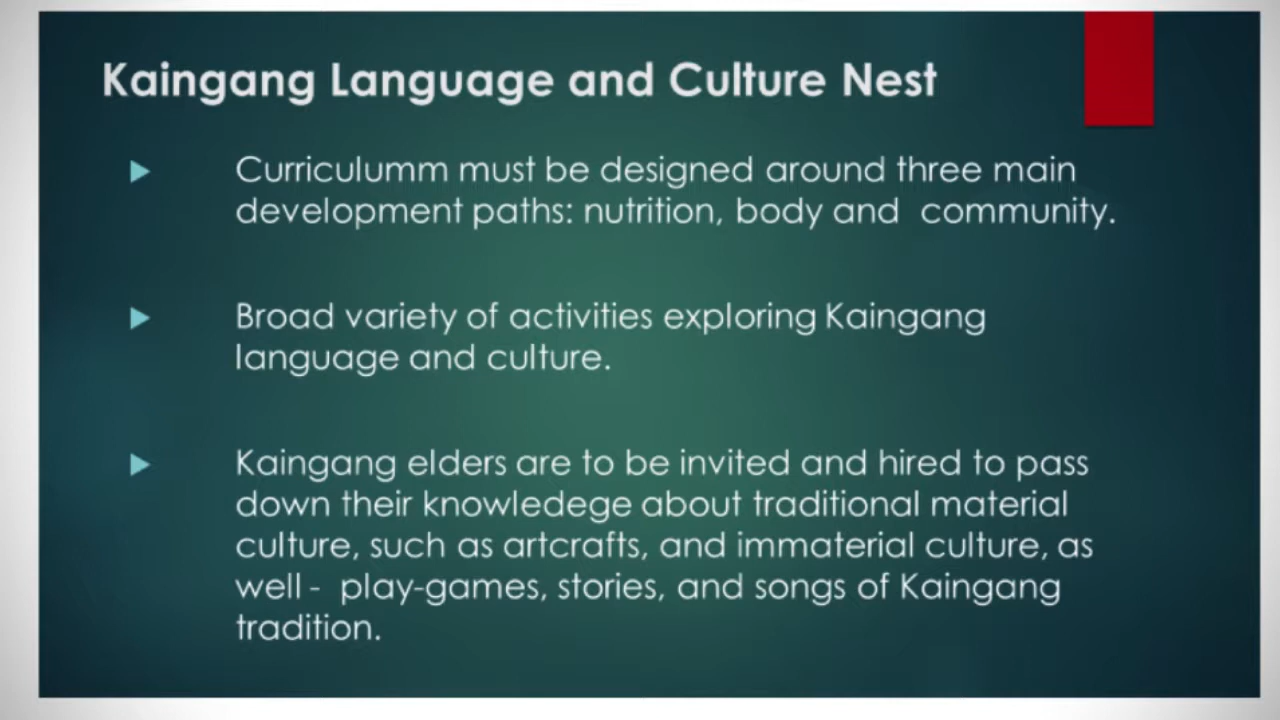 Kaingang Language and Culture Nest
Curriculumm must be designed around three main
development paths: nutrition, body and community.
Broad variety of activities exploring Kaingang
language and culture.
Kaingang elders are to be invited and hired to pass
down their knowledege about traditional material
culture, such as artcrafts, and immaterial culture, as
well - play-games, stories, and songs of Kaingang
tradition.